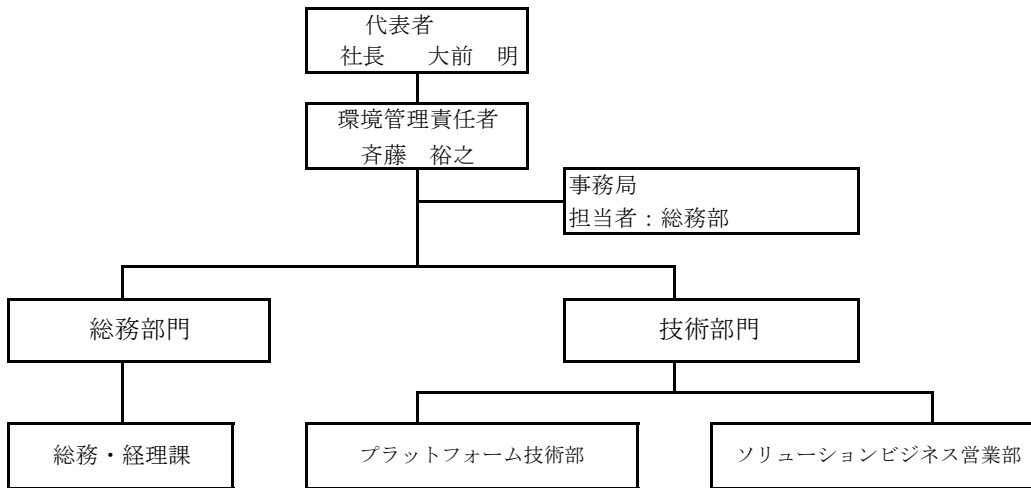 代表者
社長　　大前　明
環境管理責任者
斉藤　裕之
事務局
担当者：総務部
総務部門
技術部門
総務・経理課
プラットフォーム技術部
ソリューションビジネス営業部